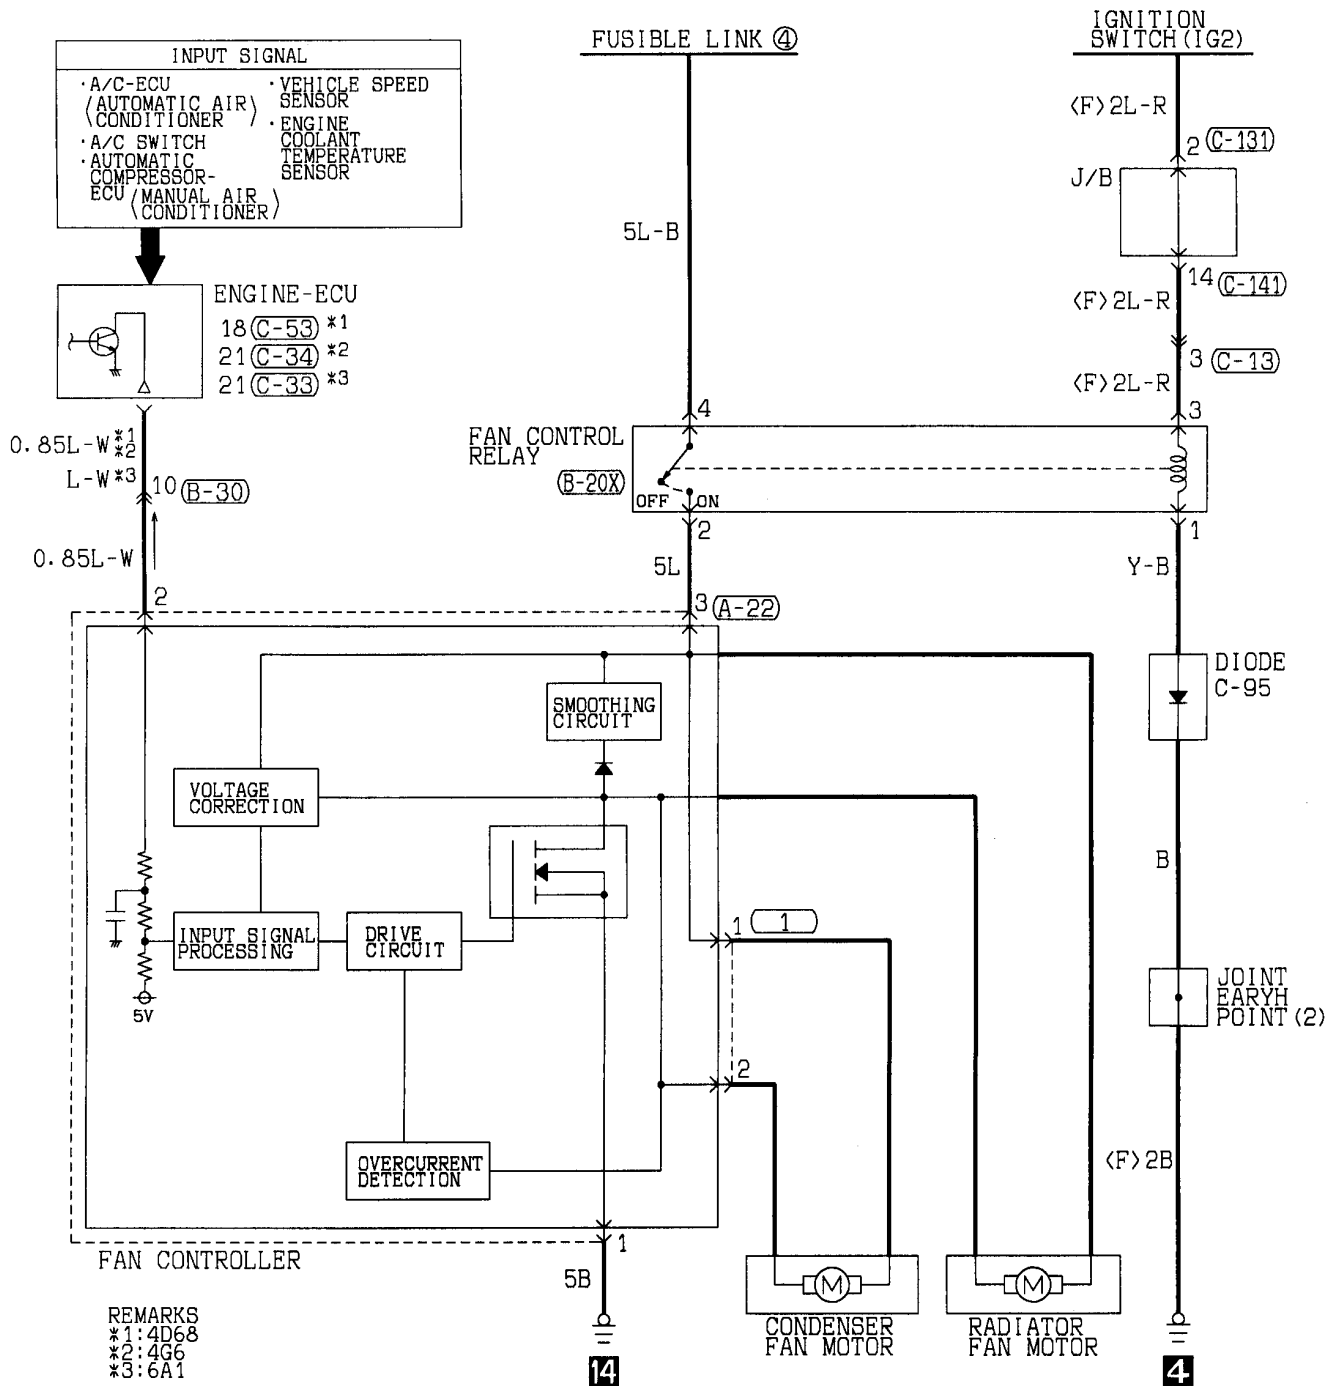 INPUT SIGNAL
·A/C-ECU
(AUTOMATIC AIR
CONDITIONER)
·A/C SWITCH
·AUTOMATIC
COMPRESSOR-
ECU (MANUAL AIR
CONDITIONER)
·VEHICLE SPEED
SENSOR
·ENGINE
COOLANT
TEMPERATURE
SENSOR
FUSIBLE LINK ④
IGNITION
SWITCH(IG2)
<F>2L-R
2 C-131
J/B
5L-B
14 C-141
<F>2L-R
3 C-13
<F>2L-R
ENGINE-ECU
18 C-53 *1
21 C-34 *2
21 C-33 *3
0.85L-W *1
*2
L-W *3
10 B-30
0.85L-W
2
4
3
FAN CONTROL
RELAY
B-20X
OFF ON
2
1
5L
Y-B
3 A-22
DIODE
C-95
SMOOTHING
CIRCUIT
VOLTAGE
CORRECTION
B
INPUT SIGNAL
PROCESSING
DRIVE
CIRCUIT
1 1
5V
JOINT
EARYH
POINT(2)
2
OVERCURRENT
DETECTION
<F>2B
1
FAN CONTROLLER
5B
M
M
CONDENSER
FAN MOTOR
RADIATOR
FAN MOTOR
REMARKS
*1:4D68
*2:4G6
*3:6A1
14
4